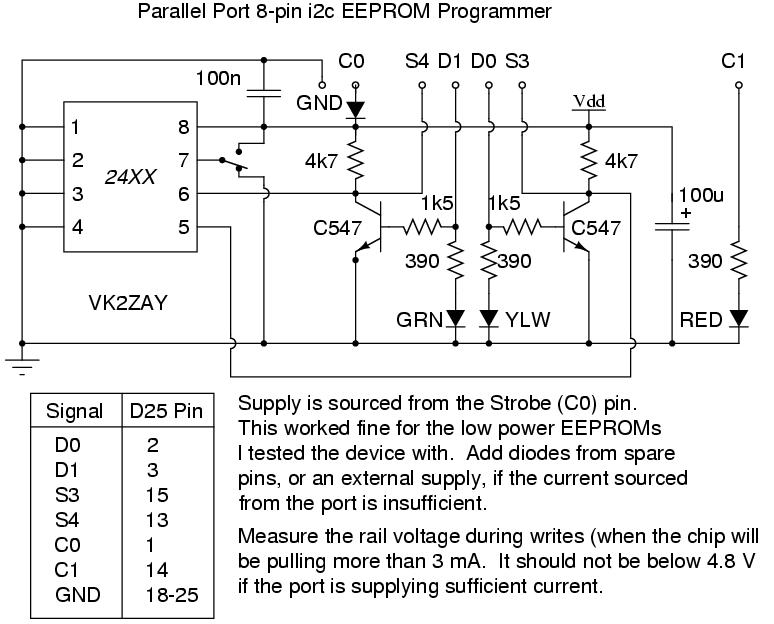 Parallel Port 8-pin i2c EEPROM Programmer
C0 S4 D1 D0 S3 C1
100n
GND
Vdd
1 8
2 7
3 6
4 5
24XX
4k7 4k7
100u
+
1k5 1k5
C547 C547
390 390 390
VK2ZAY
GRN YLW RED
Signal D25 Pin
D0 2
D1 3
S3 15
S4 13
C0 1
C1 14
GND 18-25
Supply is sourced from the Strobe (C0) pin.
This worked fine for the low power EEPROMs
I tested the device with. Add diodes from spare
pins, or an external supply, if the current sourced
from the port is insufficient.
Measure the rail voltage during writes (when the chip will
be pulling more than 3 mA. It should not be below 4.8 V
if the port is supplying sufficient current.